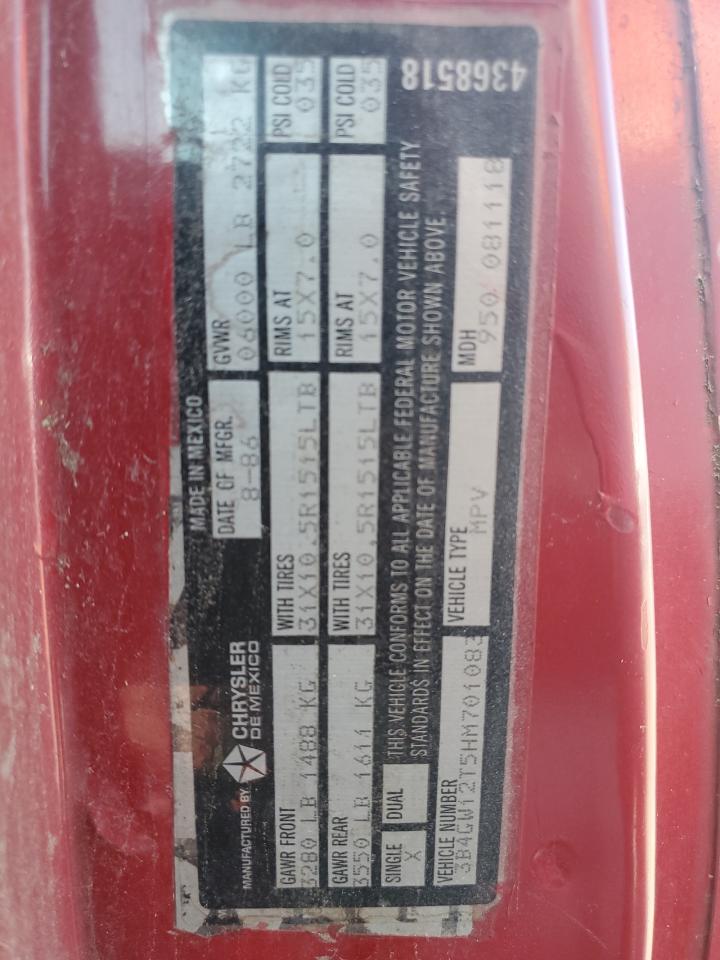 MADE IN MEXICO
MANUFACTURED BY CHRYSLER DE MEXICO
DATE OF MFGR. GVWR
8-86 06000 LB 2722 KG
GAWR FRONT WITH TIRES RIMS AT PSI COLD
3280 LB 1488 KG 31X10.5R1515LTB 15X7.0 035
GAWR REAR WITH TIRES RIMS AT PSI COLD
3550 LB 1611 KG 31X10.5R1515LTB 15X7.0 035
SINGLE X DUAL
THIS VEHICLE CONFORMS TO ALL APPLICABLE FEDERAL MOTOR VEHICLE SAFETY
STANDARDS IN EFFECT ON THE DATE OF MANUFACTURE SHOWN ABOVE.
VEHICLE NUMBER VEHICLE TYPE MDH
3B4GW12T5HM701083 MPV 950 081118
4368518